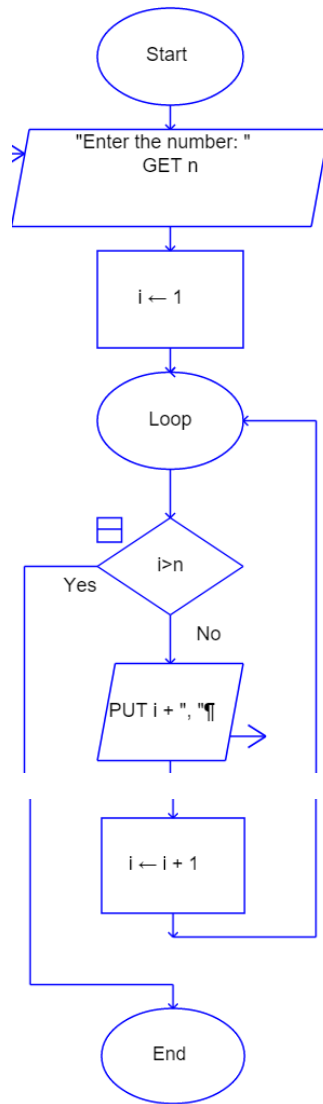 Start
"Enter the number: "
GET n
i ← 1
Loop
i>n
Yes
No
PUT i + ", "¶
i ← i + 1
End